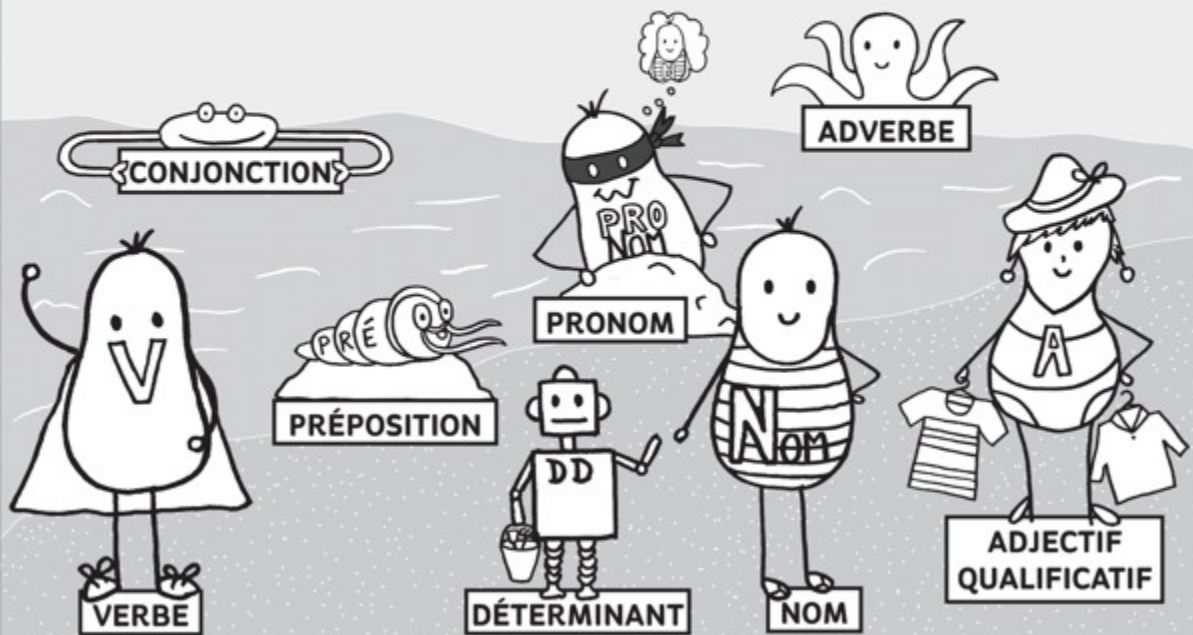 ADVERBE
CONJONCTION
PRO
NOM
PRONOM
V
PRÉ
PRÉPOSITION
DD
DÉTERMINANT
NOM
NOM
A
ADJECTIF
QUALIFICATIF
VERBE